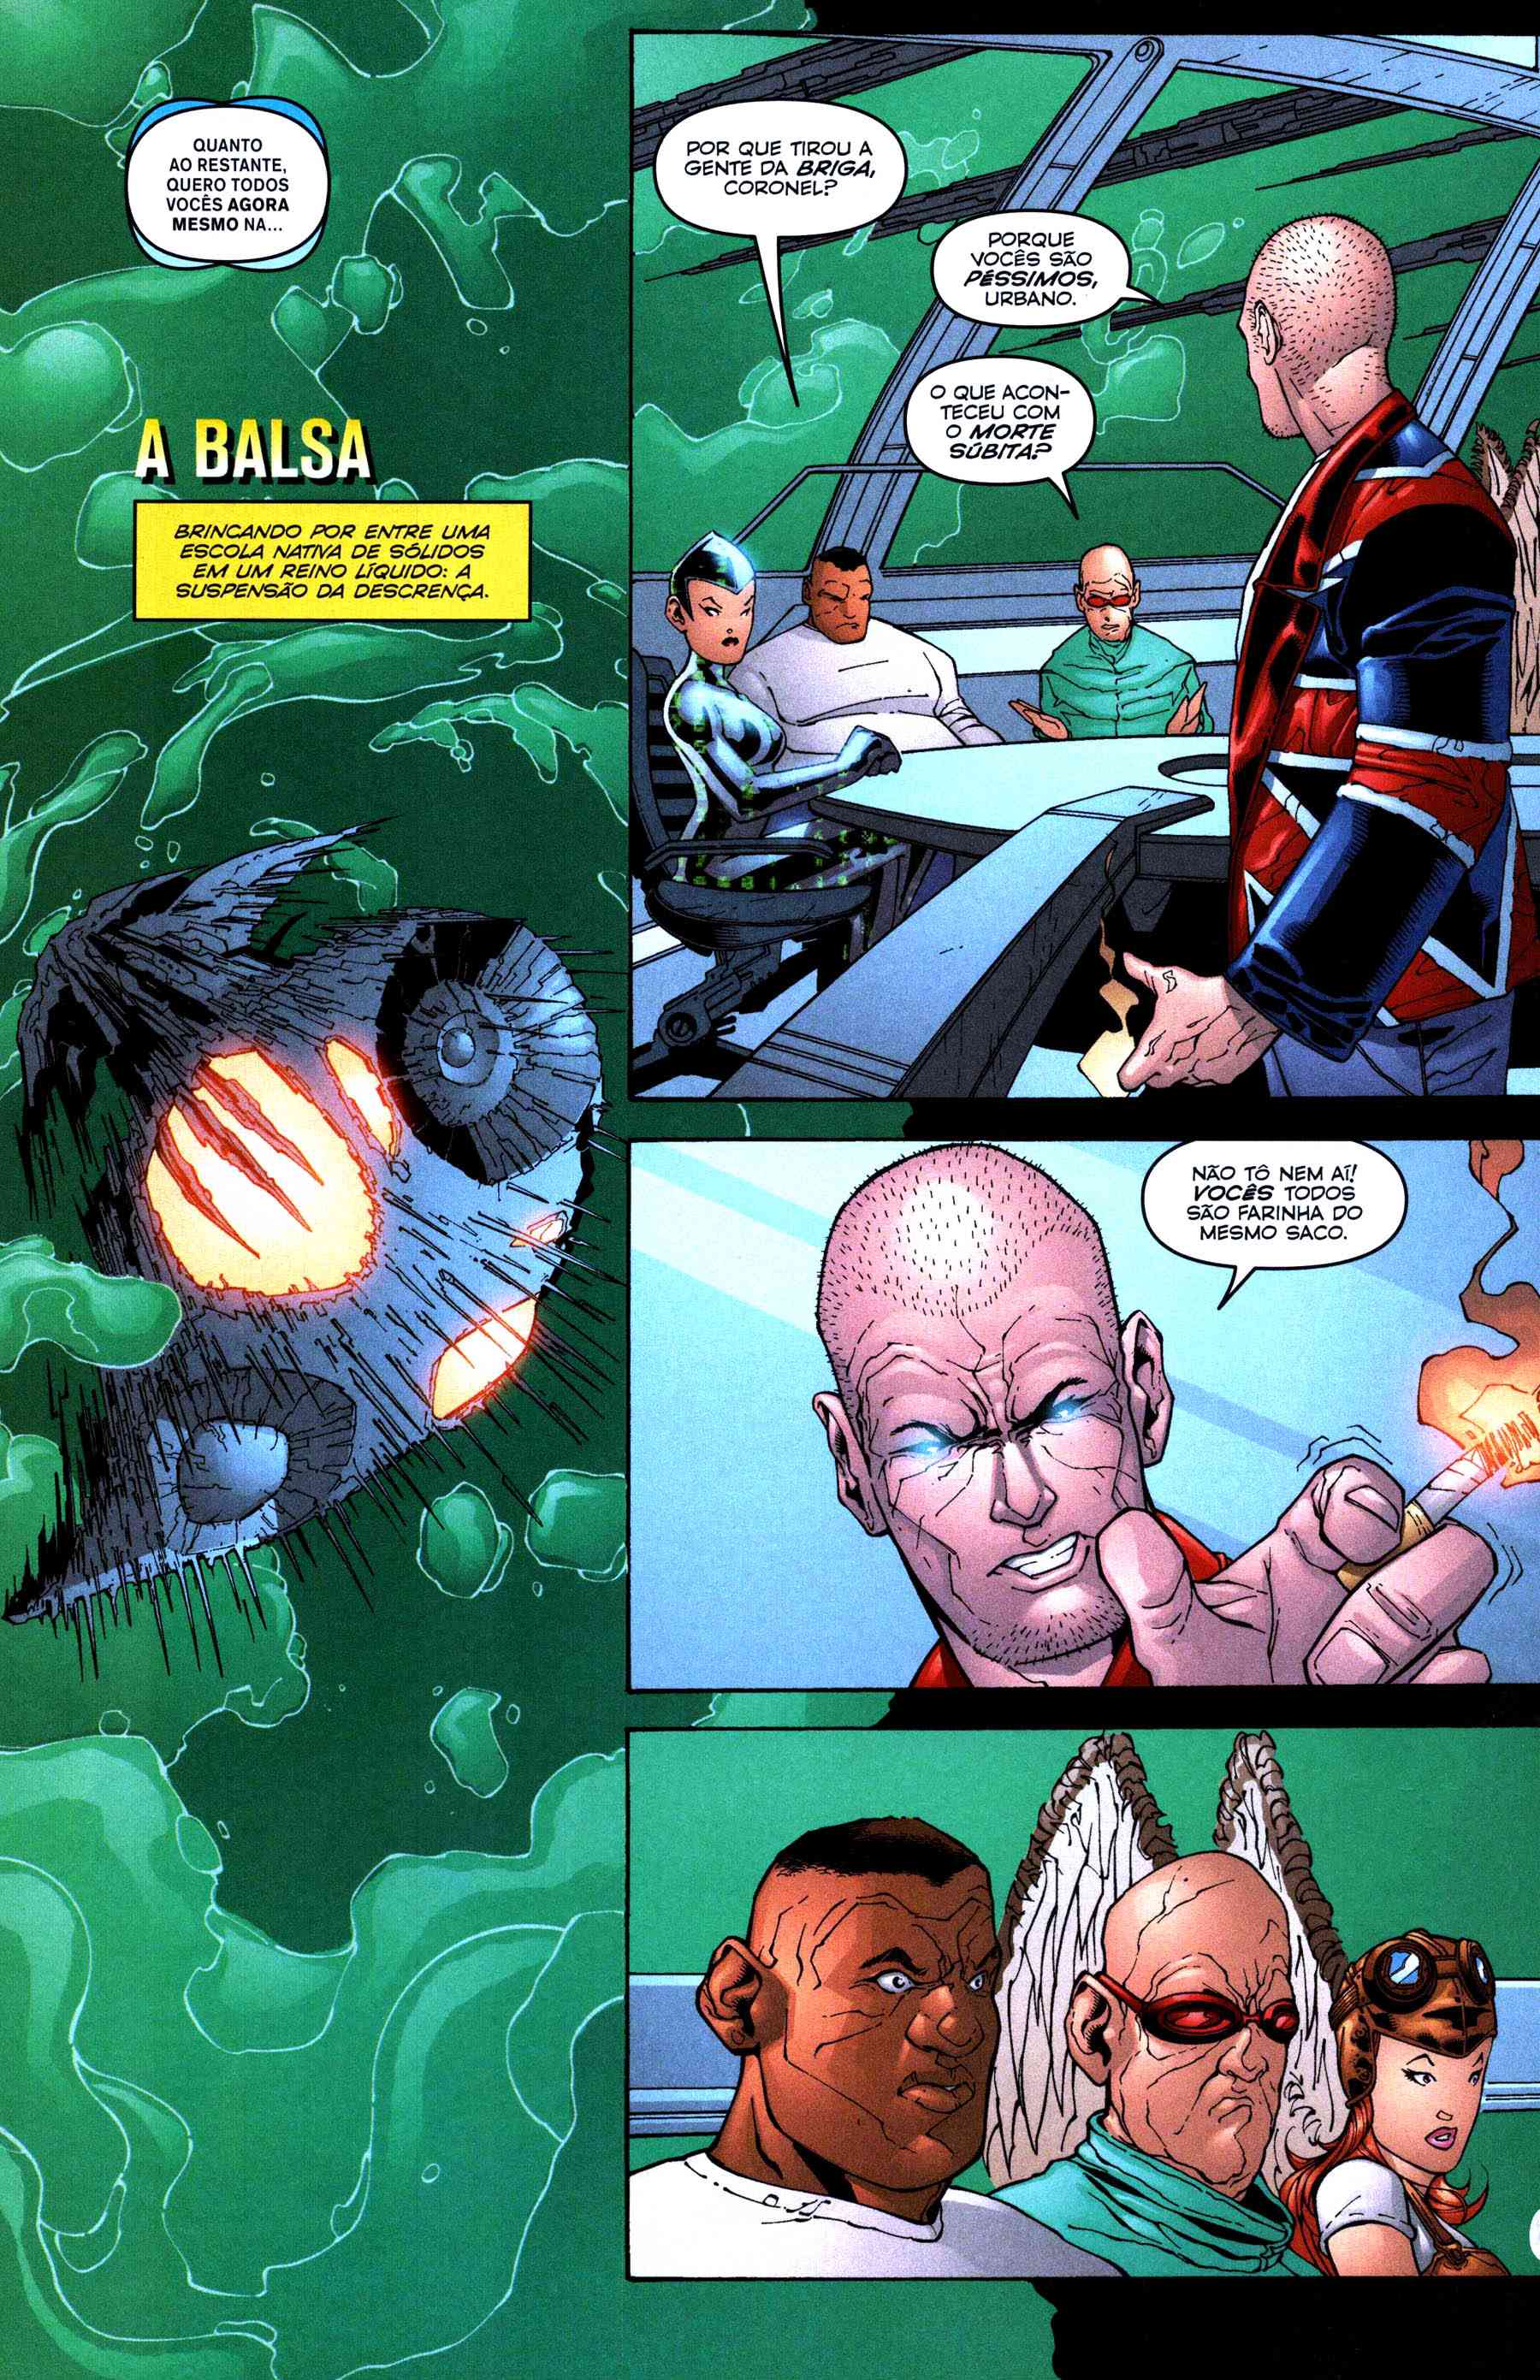 QUANTO
AO RESTANTE,
QUERO TODOS
VOCÊS AGORA
MESMO NA...
A BALSA
BRINCANDO POR ENTRE UMA
ESCOLA NATIVA DE SÓLIDOS
EM UM REINO LÍQUIDO: A
SUSPENSÃO DA DESCRENÇA.
POR QUE TIROU A
GENTE DA BRIGA,
CORONEL?
PORQUE
VOCÊS SÃO
PÉSSIMOS,
URBANO.
O QUE ACON-
TECEU COM
O MORTE
SÚBITA?
NÃO TÔ NEM AÍ!
VOCÊS TODOS
SÃO FARINHA DO
MESMO SACO.